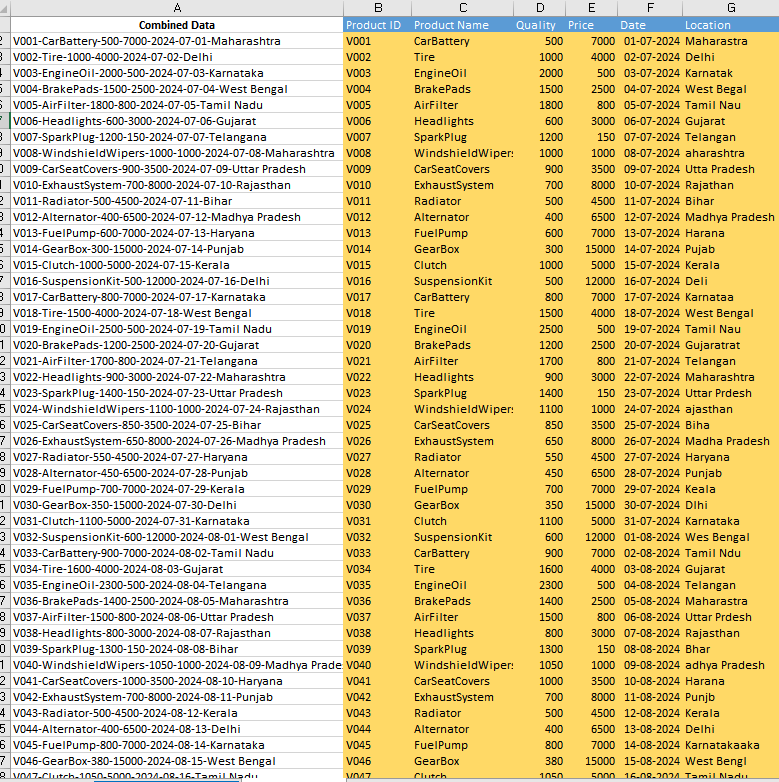 A B C D E F G
Combined Data Product ID Product Name Quality Price Date Location
V001-CarBattery-500-7000-2024-07-01-Maharashtra V001 CarBattery 500 7000 01-07-2024 Maharastra
V002-Tire-1000-4000-2024-07-02-Delhi V002 Tire 1000 4000 02-07-2024 Delhi
V003-EngineOil-2000-500-2024-07-03-Karnataka V003 EngineOil 2000 500 03-07-2024 Karnatak
V004-BrakePads-1500-2500-2024-07-04-West Bengal V004 BrakePads 1500 2500 04-07-2024 West Begal
V005-AirFilter-1800-800-2024-07-05-Tamil Nadu V005 AirFilter 1800 800 05-07-2024 Tamil Nau
V006-Headlights-600-3000-2024-07-06-Gujarat V006 Headlights 600 3000 06-07-2024 Gujarat
V007-SparkPlug-1200-150-2024-07-07-Telangana V007 SparkPlug 1200 150 07-07-2024 Telangan
V008-WindshieldWipers-1000-1000-2024-07-08-Maharashtra V008 WindshieldWipers 1000 1000 08-07-2024 aharashtra
V009-CarSeatCovers-900-3500-2024-07-09-Uttar Pradesh V009 CarSeatCovers 900 3500 09-07-2024 Utta Pradesh
V010-ExhaustSystem-700-8000-2024-07-10-Rajasthan V010 ExhaustSystem 700 8000 10-07-2024 Rajathan
V011-Radiator-500-4500-2024-07-11-Bihar V011 Radiator 500 4500 11-07-2024 Bihar
V012-Alternator-400-6500-2024-07-12-Madhya Pradesh V012 Alternator 400 6500 12-07-2024 Madhya Pradesh
V013-FuelPump-600-7000-2024-07-13-Haryana V013 FuelPump 600 7000 13-07-2024 Harana
V014-GearBox-300-15000-2024-07-14-Punjab V014 GearBox 300 15000 14-07-2024 Pujab
V015-Clutch-1000-5000-2024-07-15-Kerala V015 Clutch 1000 5000 15-07-2024 Kerala
V016-SuspensionKit-500-12000-2024-07-16-Delhi V016 SuspensionKit 500 12000 16-07-2024 Deli
V017-CarBattery-800-7000-2024-07-17-Karnataka V017 CarBattery 800 7000 17-07-2024 Karnataa
V018-Tire-1500-4000-2024-07-18-West Bengal V018 Tire 1500 4000 18-07-2024 West Bengal
V019-EngineOil-2500-500-2024-07-19-Tamil Nadu V019 EngineOil 2500 500 19-07-2024 Tamil Nau
V020-BrakePads-1200-2500-2024-07-20-Gujarat V020 BrakePads 1200 2500 20-07-2024 Gujaratrat
V021-AirFilter-1700-800-2024-07-21-Telangana V021 AirFilter 1700 800 21-07-2024 Telangan
V022-Headlights-900-3000-2024-07-22-Maharashtra V022 Headlights 900 3000 22-07-2024 Maharashtra
V023-SparkPlug-1400-150-2024-07-23-Uttar Pradesh V023 SparkPlug 1400 150 23-07-2024 Uttar Prdesh
V024-WindshieldWipers-1100-1000-2024-07-24-Rajasthan V024 WindshieldWipers 1100 1000 24-07-2024 ajasthan
V025-CarSeatCovers-850-3500-2024-07-25-Bihar V025 CarSeatCovers 850 3500 25-07-2024 Biha
V026-ExhaustSystem-650-8000-2024-07-26-Madhya Pradesh V026 ExhaustSystem 650 8000 26-07-2024 Madha Pradesh
V027-Radiator-550-4500-2024-07-27-Haryana V027 Radiator 550 4500 27-07-2024 Haryana
V028-Alternator-450-6500-2024-07-28-Punjab V028 Alternator 450 6500 28-07-2024 Punjab
V029-FuelPump-700-7000-2024-07-29-Kerala V029 FuelPump 700 7000 29-07-2024 Keala
V030-GearBox-350-15000-2024-07-30-Delhi V030 GearBox 350 15000 30-07-2024 Dlhi
V031-Clutch-1100-5000-2024-07-31-Karnataka V031 Clutch 1100 5000 31-07-2024 Karnataka
V032-SuspensionKit-600-12000-2024-08-01-West Bengal V032 SuspensionKit 600 12000 01-08-2024 Wes Bengal
V033-CarBattery-900-7000-2024-08-02-Tamil Nadu V033 CarBattery 900 7000 02-08-2024 Tamil Ndu
V034-Tire-1600-4000-2024-08-03-Gujarat V034 Tire 1600 4000 03-08-2024 Gujarat
V035-EngineOil-2300-500-2024-08-04-Telangana V035 EngineOil 2300 500 04-08-2024 Telangan
V036-BrakePads-1400-2500-2024-08-05-Maharashtra V036 BrakePads 1400 2500 05-08-2024 Maharastra
V037-AirFilter-1500-800-2024-08-06-Uttar Pradesh V037 AirFilter 1500 800 06-08-2024 Uttar Prdesh
V038-Headlights-800-3000-2024-08-07-Rajasthan V038 Headlights 800 3000 07-08-2024 Rajasthan
V039-SparkPlug-1300-150-2024-08-08-Bihar V039 SparkPlug 1300 150 08-08-2024 Bhar
V040-WindshieldWipers-1050-1000-2024-08-09-Madhya Prade V040 WindshieldWipers 1050 1000 09-08-2024 adhya Pradesh
V041-CarSeatCovers-1000-3500-2024-08-10-Haryana V041 CarSeatCovers 1000 3500 10-08-2024 Harana
V042-ExhaustSystem-700-8000-2024-08-11-Punjab V042 ExhaustSystem 700 8000 11-08-2024 Punjb
V043-Radiator-500-4500-2024-08-12-Kerala V043 Radiator 500 4500 12-08-2024 Kerala
V044-Alternator-400-6500-2024-08-13-Delhi V044 Alternator 400 6500 13-08-2024 Delhi
V045-FuelPump-800-7000-2024-08-14-Karnataka V045 FuelPump 800 7000 14-08-2024 Karnatakaaka
V046-GearBox-380-15000-2024-08-15-West Bengal V046 GearBox 380 15000 15-08-2024 West Bengl
V047-Clutch-1050-5000-2024-08-16-Tamil Nadu V047 Clutch 1050 5000 16-08-2024